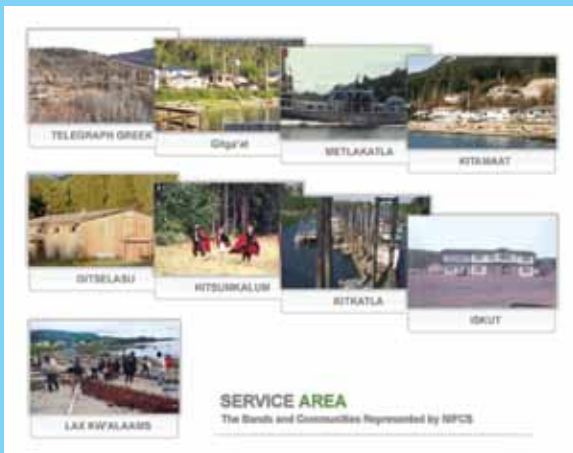 TELEGRAPH CREEK
Gitga'at
METLAKATLA
KITAMAAT
GITSELASU
KITSUMKALUM
KITKATLA
ISKUT
LAX KW'ALAAMS
SERVICE AREA
The Bands and Communities Represented by NIFCS